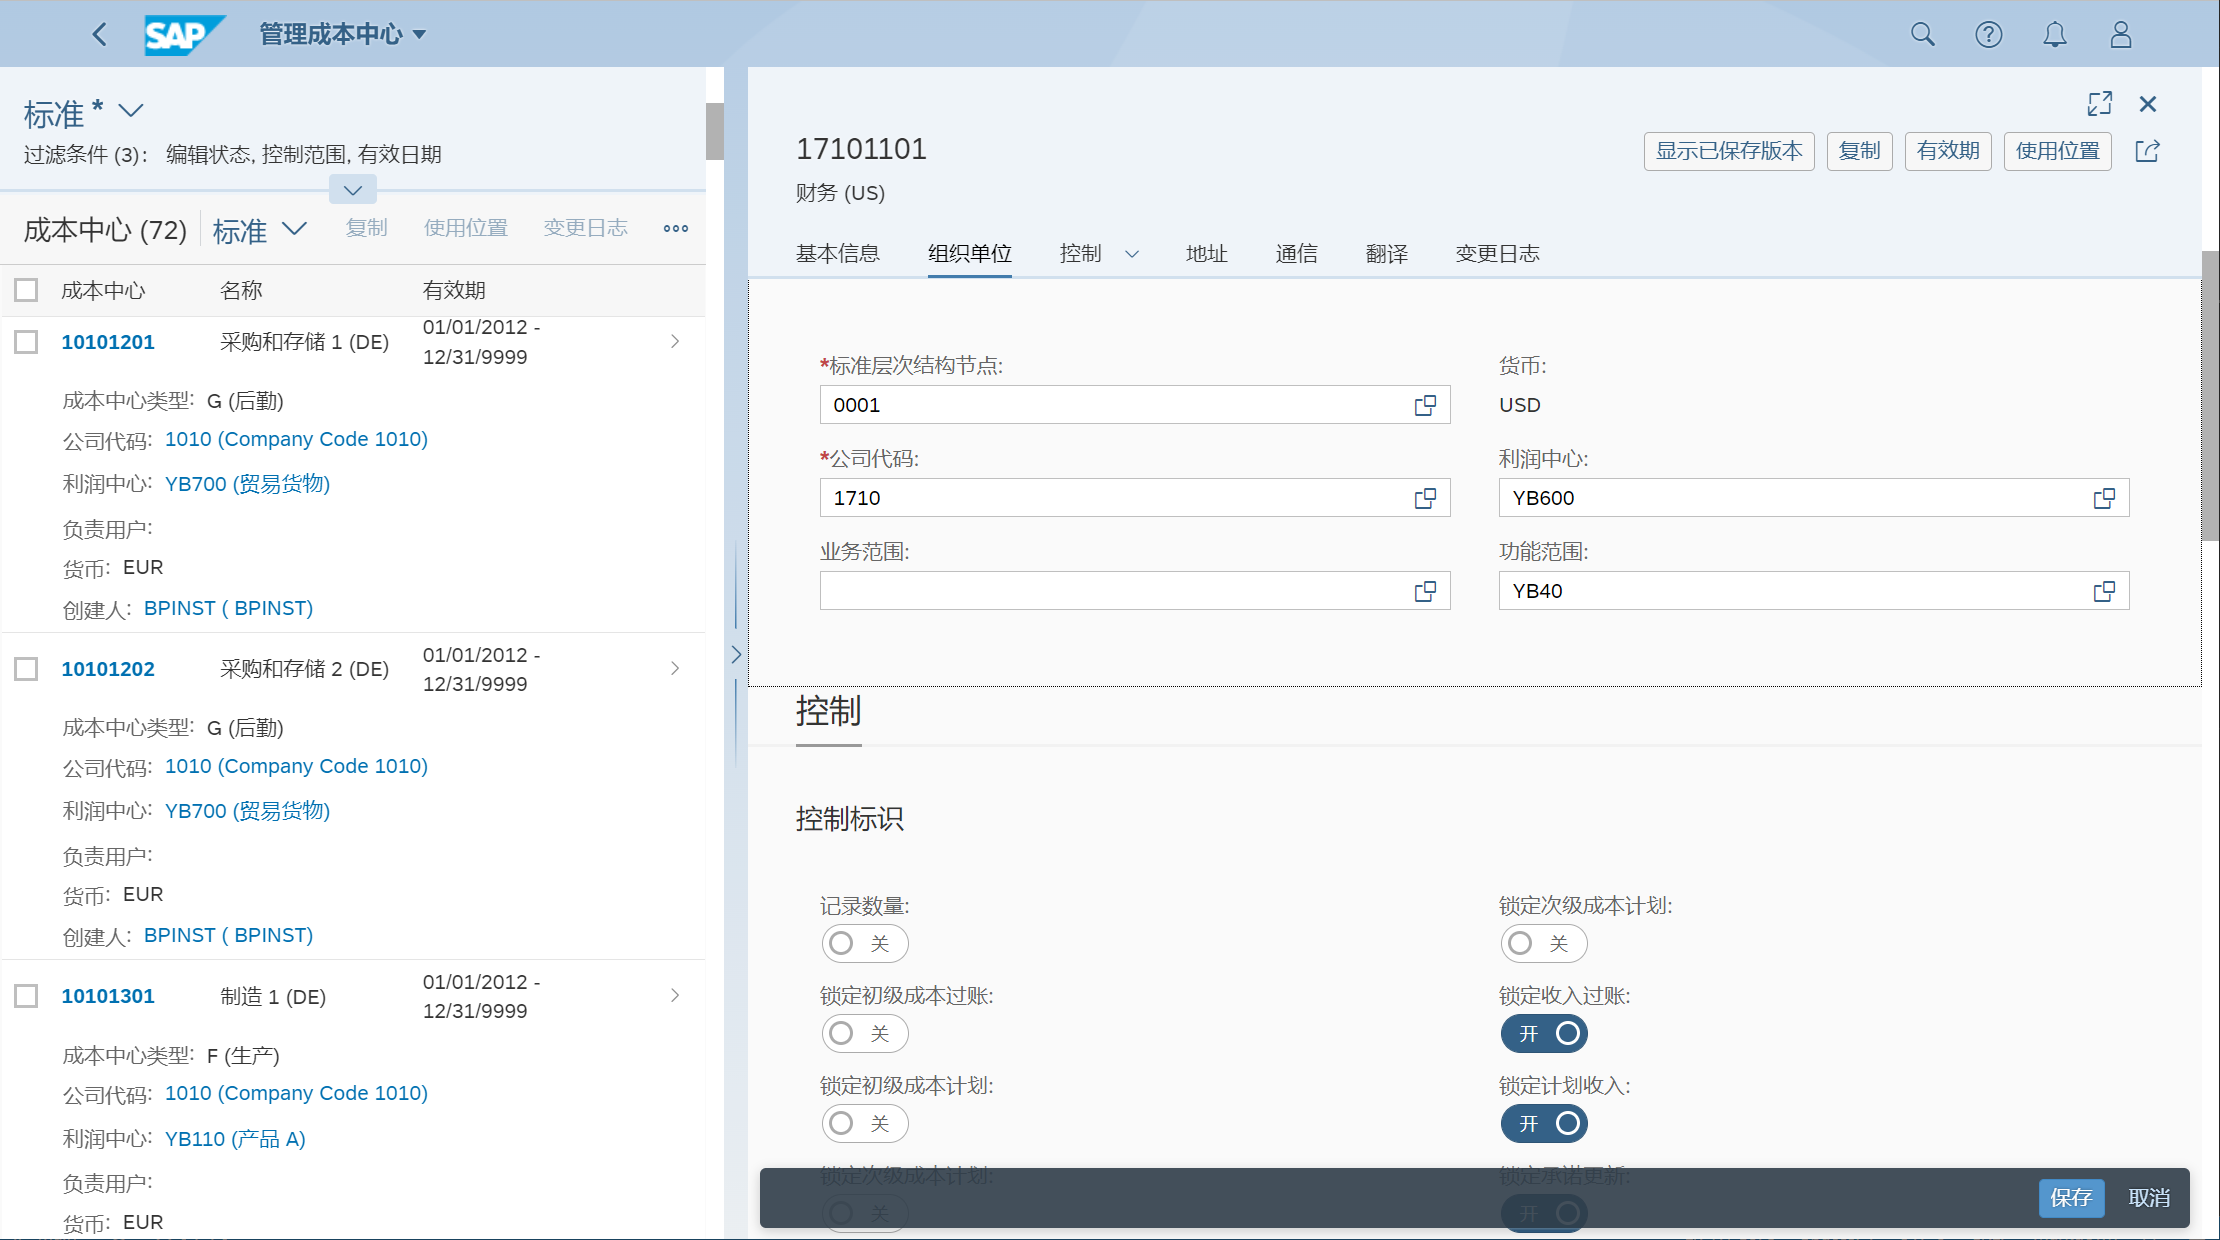 SAP 管理成本中心
标准 *
过滤条件 (3): 编辑状态, 控制范围, 有效日期
成本中心 (72) 标准 复制 使用位置 变更日志
成本中心 名称 有效期
10101201 采购和存储 1 (DE) 01/01/2012 -
12/31/9999
成本中心类型: G (后勤)
公司代码: 1010 (Company Code 1010)
利润中心: YB700 (贸易货物)
负责用户:
货币: EUR
创建人: BPINST ( BPINST)
10101202 采购和存储 2 (DE) 01/01/2012 -
12/31/9999
成本中心类型: G (后勤)
公司代码: 1010 (Company Code 1010)
利润中心: YB700 (贸易货物)
负责用户:
货币: EUR
创建人: BPINST ( BPINST)
10101301 制造 1 (DE) 01/01/2012 -
12/31/9999
成本中心类型: F (生产)
公司代码: 1010 (Company Code 1010)
利润中心: YB110 (产品 A)
负责用户:
货币: EUR
17101101
财务 (US)
显示已保存版本 复制 有效期 使用位置
基本信息 组织单位 控制 地址 通信 翻译 变更日志
*标准层次结构节点: 货币:
0001 USD
*公司代码: 利润中心:
1710 YB600
业务范围: 功能范围:
YB40
控制
控制标识
记录数量: 锁定次级成本计划:
关 关
锁定初级成本过账: 锁定收入过账:
关 开
锁定初级成本计划: 锁定计划收入:
关 开
锁定次级成本计划: 锁定承诺更新:
关 开
保存 取消